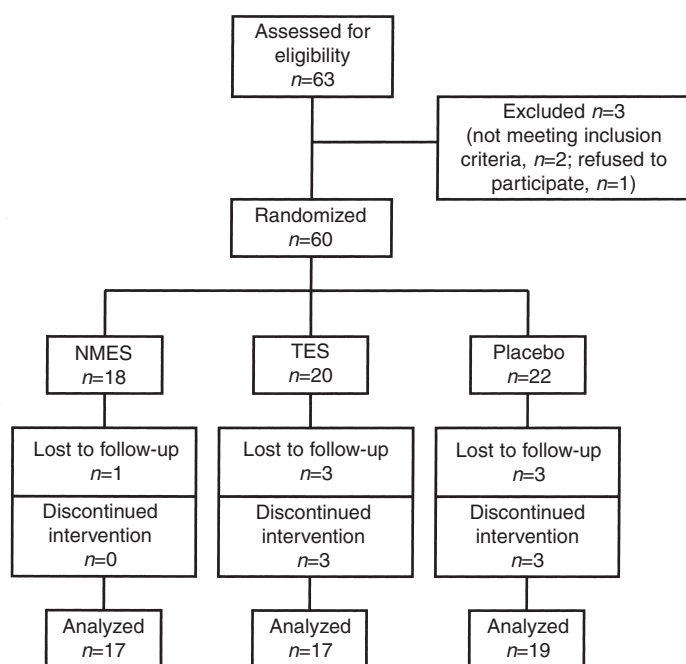 Assessed for
eligibility
n=63
Excluded n=3
(not meeting inclusion
criteria, n=2; refused to
participate, n=1)
Randomized
n=60
NMES
n=18
TES
n=20
Placebo
n=22
Lost to follow-up
n=1
Lost to follow-up
n=3
Lost to follow-up
n=3
Discontinued
intervention
n=0
Discontinued
intervention
n=3
Discontinued
intervention
n=3
Analyzed
n=17
Analyzed
n=17
Analyzed
n=19